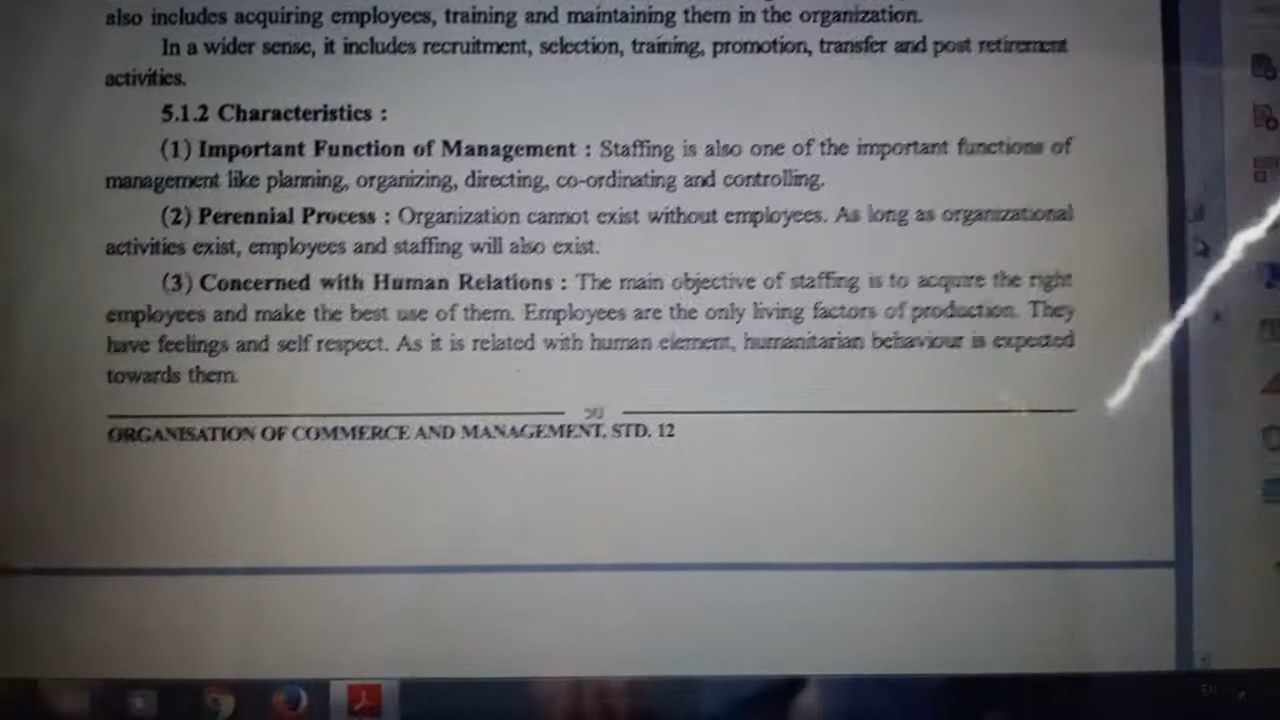 also includes acquiring employees, training and maintaining them in the organization.
In a wider sense, it includes recruitment, selection, training, promotion, transfer and post retirement
activities.
5.1.2 Characteristics :
(1) Important Function of Management : Staffing is also one of the important functions of
management like planning, organizing, directing, co-ordinating and controlling.
(2) Perennial Process : Organization cannot exist without employees. As long as organizational
activities exist, employees and staffing will also exist.
(3) Concerned with Human Relations : The main objective of staffing is to acquire the right
employees and make the best use of them. Employees are the only living factors of production. They
have feelings and self respect. As it is related with human element, humanitarian behaviour is expected
towards them.
ORGANISATION OF COMMERCE AND MANAGEMENT, STD. 12